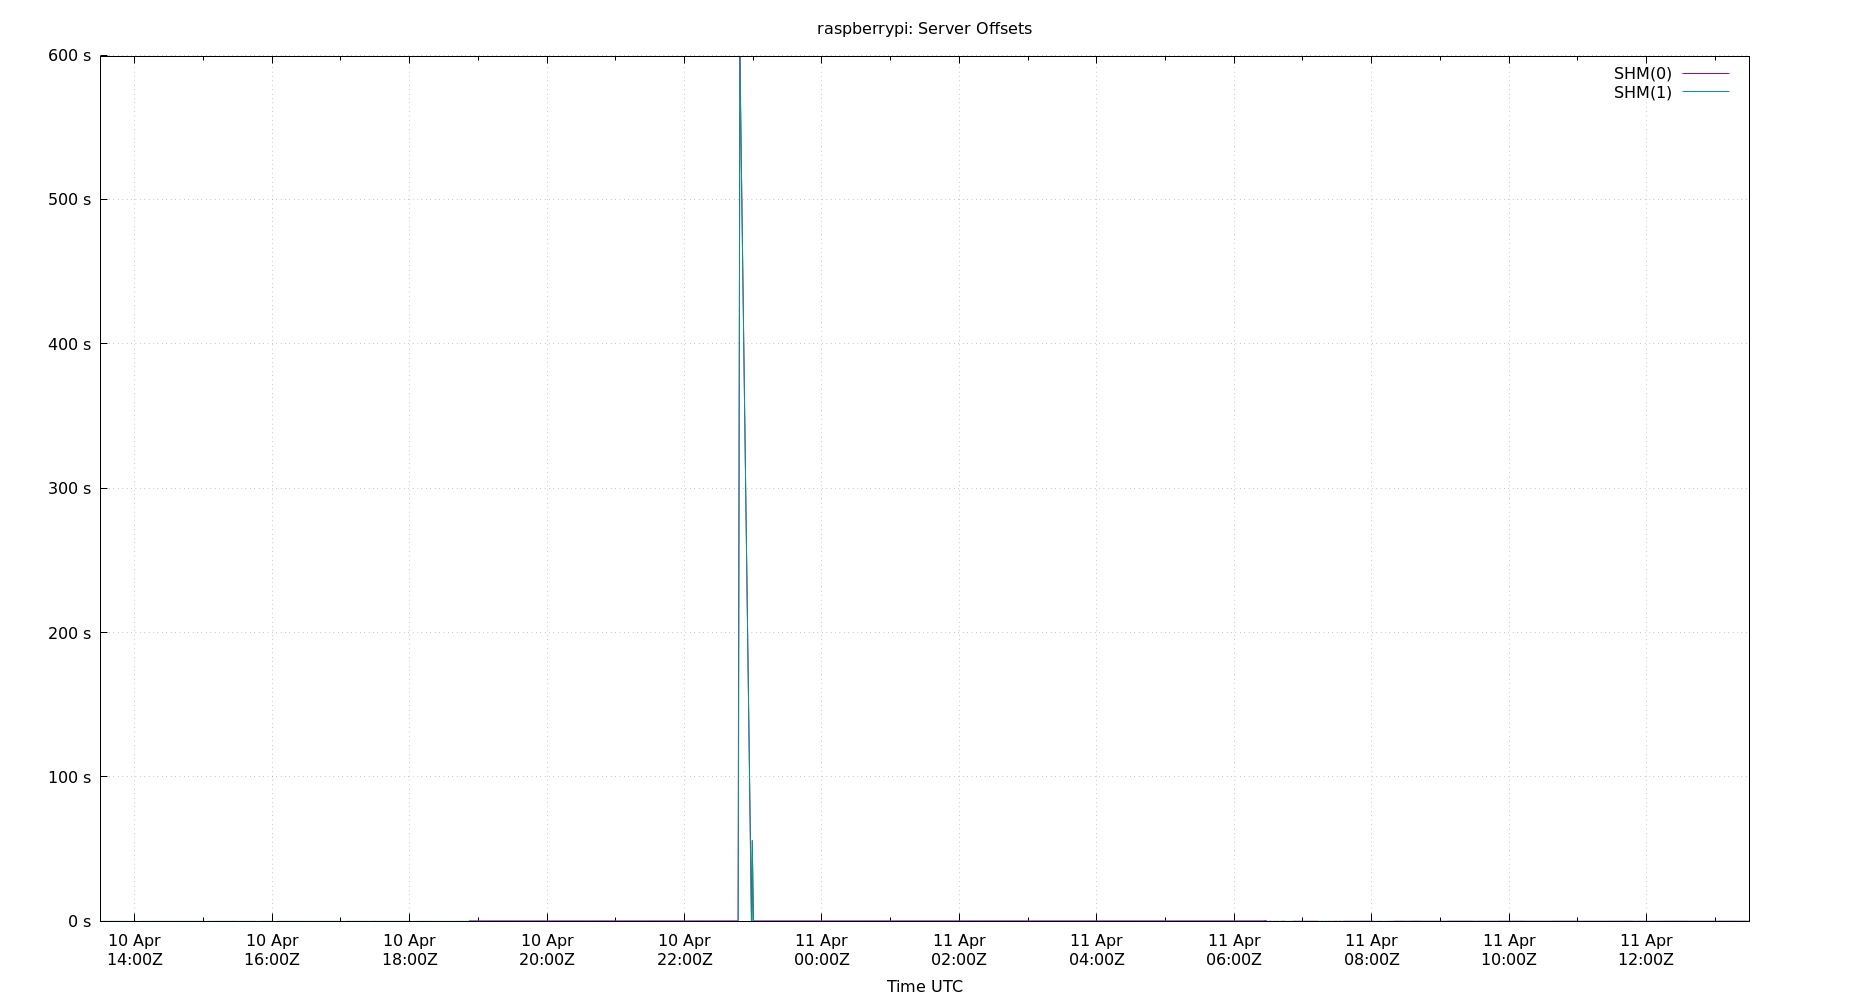 raspberrypi: Server Offsets
600 s
500 s
400 s
300 s
200 s
100 s
0 s
SHM(0)
SHM(1)
10 Apr 10 Apr 10 Apr 10 Apr 10 Apr 11 Apr 11 Apr 11 Apr 11 Apr 11 Apr 11 Apr 11 Apr
14:00Z 16:00Z 18:00Z 20:00Z 22:00Z 00:00Z 02:00Z 04:00Z 06:00Z 08:00Z 10:00Z 12:00Z
Time UTC